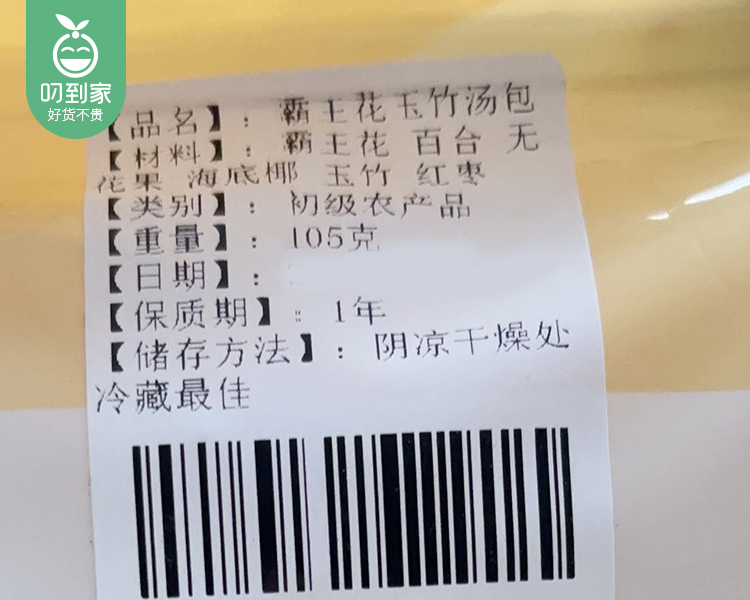 叨到家
好货不贵
【品名】：霸王花玉竹汤包
【材料】：霸王花 百合 无
花果 海底椰 玉竹 红枣
【类别】：初级农产品
【重量】：105克
【日期】：
【保质期】：1年
【储存方法】：阴凉干燥处
冷藏最佳